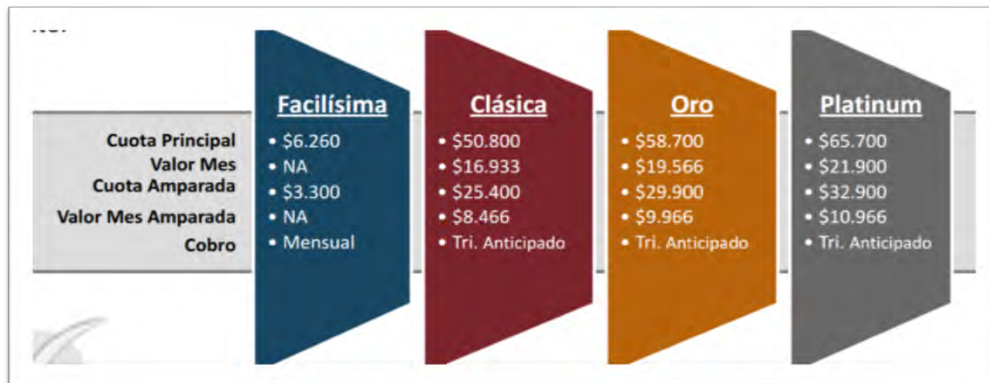 Facilísima Clásica Oro Platinum
Cuota Principal • $6.260 • $50.800 • $58.700 • $65.700
Valor Mes • NA • $16.933 • $19.566 • $21.900
Cuota Amparada • $3.300 • $25.400 • $29.900 • $32.900
Valor Mes Amparada • NA • $8.466 • $9.966 • $10.966
Cobro • Mensual • Tri. Anticipado • Tri. Anticipado • Tri. Anticipado